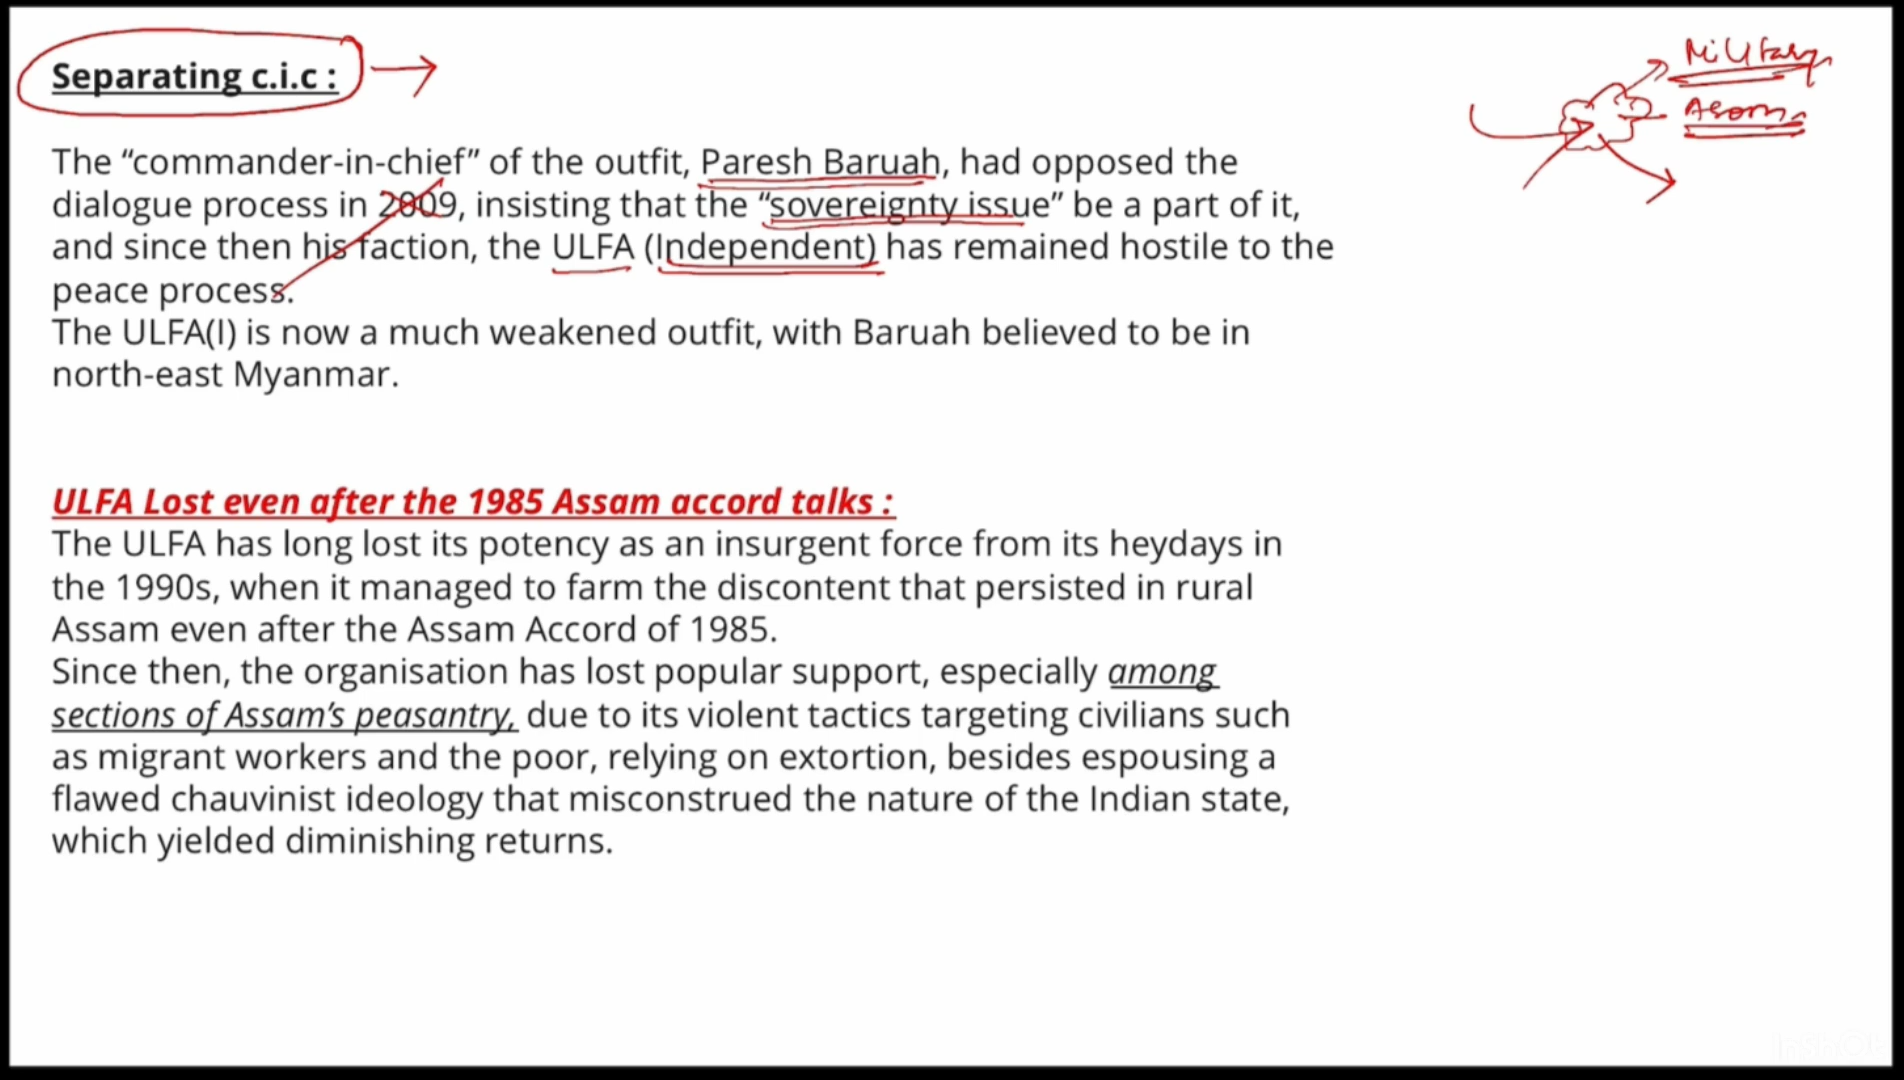 Separating c.i.c :
Military
Asom
The “commander-in-chief” of the outfit, Paresh Baruah, had opposed the
dialogue process in 2009, insisting that the “sovereignty issue” be a part of it,
and since then his faction, the ULFA (Independent) has remained hostile to the
peace process.
The ULFA(I) is now a much weakened outfit, with Baruah believed to be in
north-east Myanmar.
ULFA Lost even after the 1985 Assam accord talks :
The ULFA has long lost its potency as an insurgent force from its heydays in
the 1990s, when it managed to farm the discontent that persisted in rural
Assam even after the Assam Accord of 1985.
Since then, the organisation has lost popular support, especially among
sections of Assam’s peasantry, due to its violent tactics targeting civilians such
as migrant workers and the poor, relying on extortion, besides espousing a
flawed chauvinist ideology that misconstrued the nature of the Indian state,
which yielded diminishing returns.